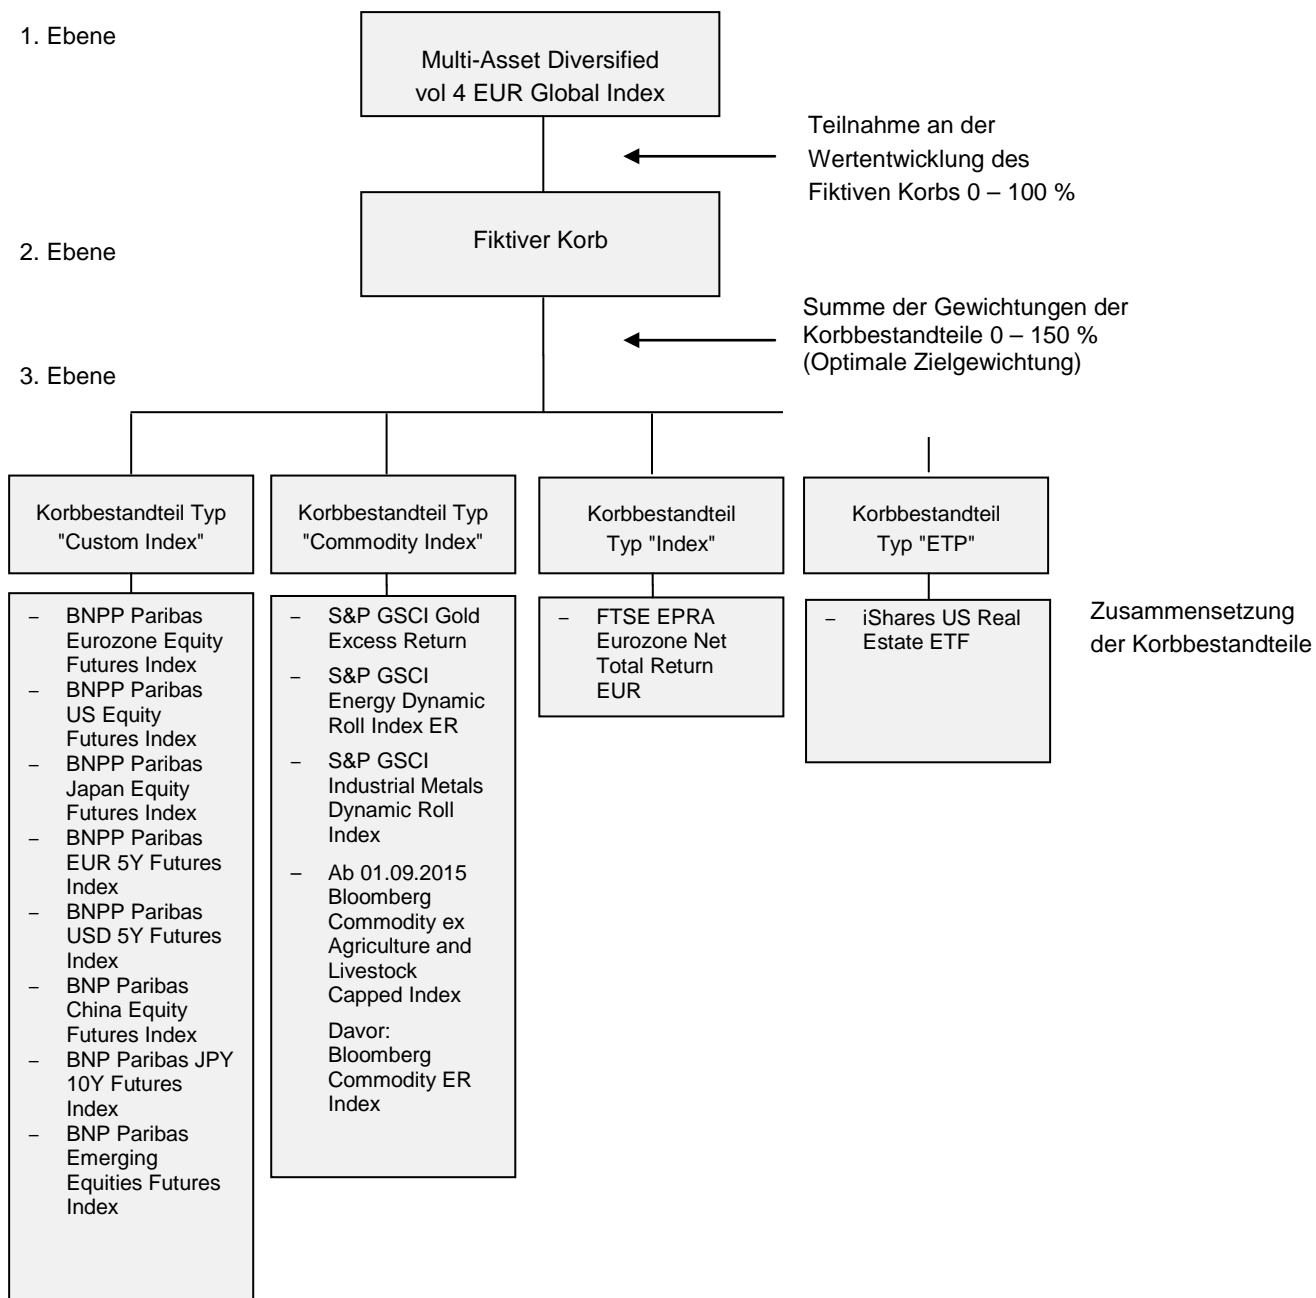 1. Ebene
Multi-Asset Diversified
vol 4 EUR Global Index
Teilnahme an der
Wertentwicklung des
Fiktiven Korbs 0 – 100 %
2. Ebene
Fiktiver Korb
Summe der Gewichtungen der
Korbbestandteile 0 – 150 %
(Optimale Zielgewichtung)
3. Ebene
Korbbestandteil Typ
"Custom Index"
Korbbestandteil Typ
"Commodity Index"
Korbbestandteil
Typ "Index"
Korbbestandteil
Typ "ETP"
– BNPP Paribas
Eurozone Equity
Futures Index
– BNPP Paribas
US Equity
Futures Index
– BNPP Paribas
Japan Equity
Futures Index
– BNPP Paribas
EUR 5Y Futures
Index
– BNPP Paribas
USD 5Y Futures
Index
– BNP Paribas
China Equity
Futures Index
– BNP Paribas JPY
10Y Futures
Index
– BNP Paribas
Emerging
Equities Futures
Index
– S&P GSCI Gold
Excess Return
– S&P GSCI
Energy Dynamic
Roll Index ER
– S&P GSCI
Industrial Metals
Dynamic Roll
Index
– Ab 01.09.2015
Bloomberg
Commodity ex
Agriculture and
Livestock
Capped Index
Davor:
Bloomberg
Commodity ER
Index
– FTSE EPRA
Eurozone Net
Total Return
EUR
– iShares US Real
Estate ETF
Zusammensetzung
der Korbbestandteile